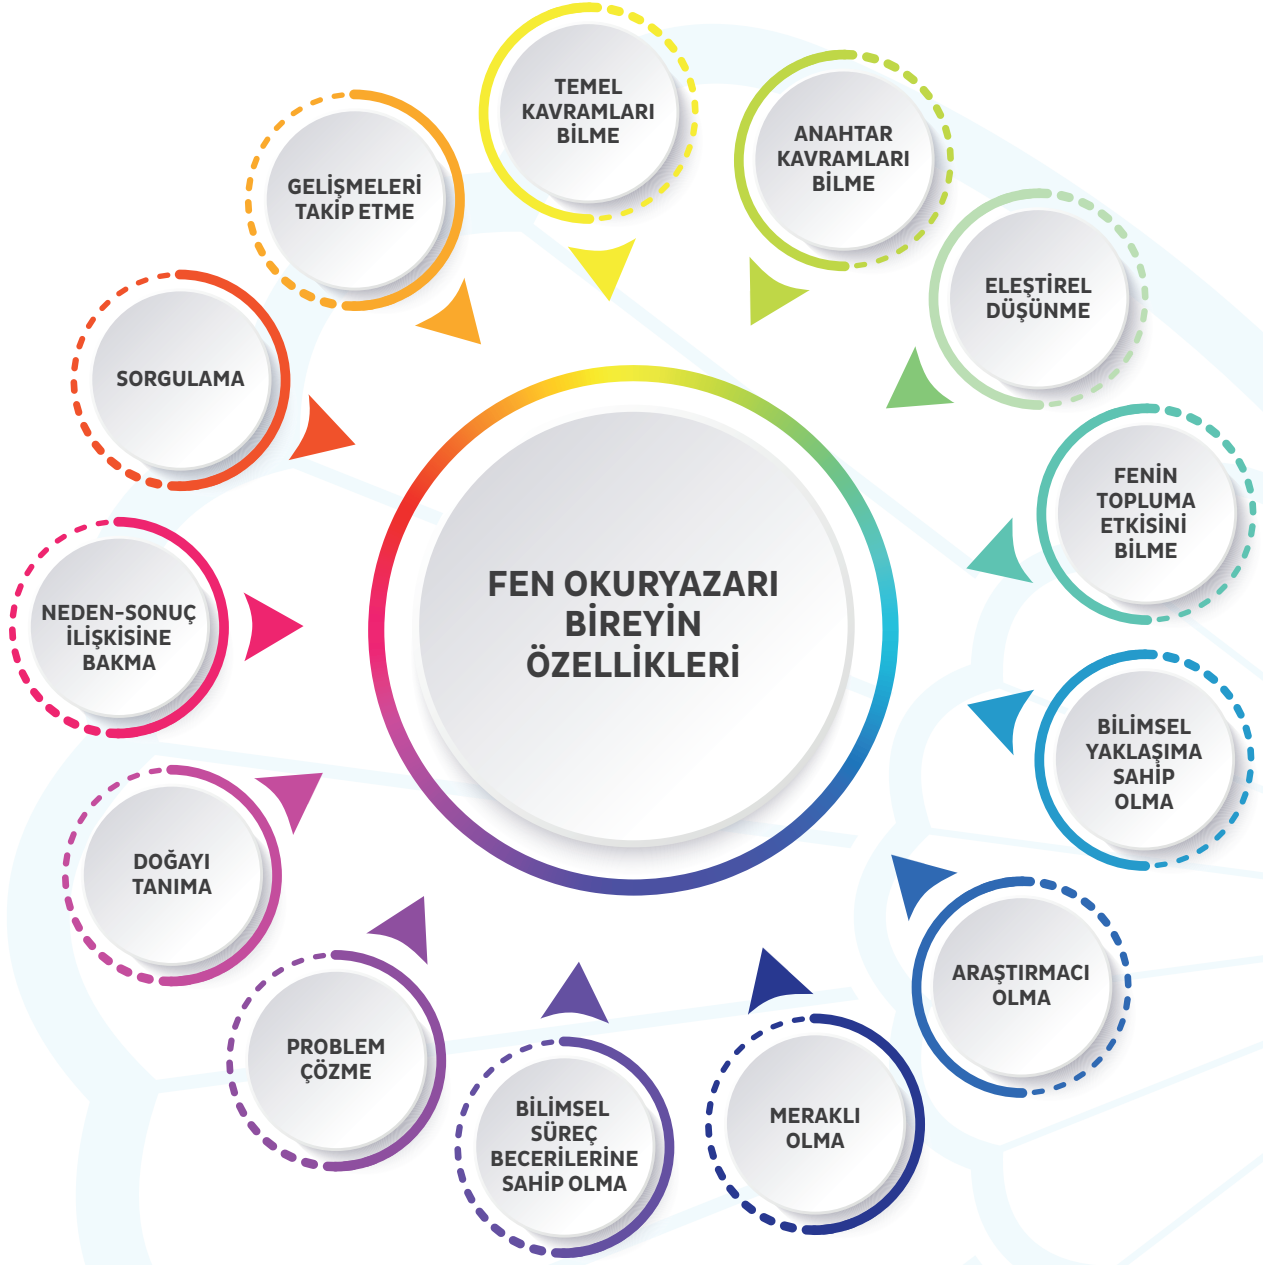 TEMEL
KAVRAMLARI
BİLME
ANAHTAR
KAVRAMLARI
BİLME
ELEŞTİREL
DÜŞÜNME
FENİN
TOPLUMA
ETKİSİNİ
BİLME
BİLİMSEL
YAKLAŞIMA
SAHİP
OLMA
ARAŞTIRMACI
OLMA
MERAKLI
OLMA
BİLİMSEL
SÜREÇ
BECERİLERİNE
SAHİP OLMA
PROBLEM
ÇÖZME
DOĞAYI
TANIMA
NEDEN-SONUÇ
İLİŞKİSİNE
BAKMA
SORGULAMA
GELİŞMELERİ
TAKİP ETME
FEN OKURYAZARI
BİREYİN
ÖZELLİKLERİ